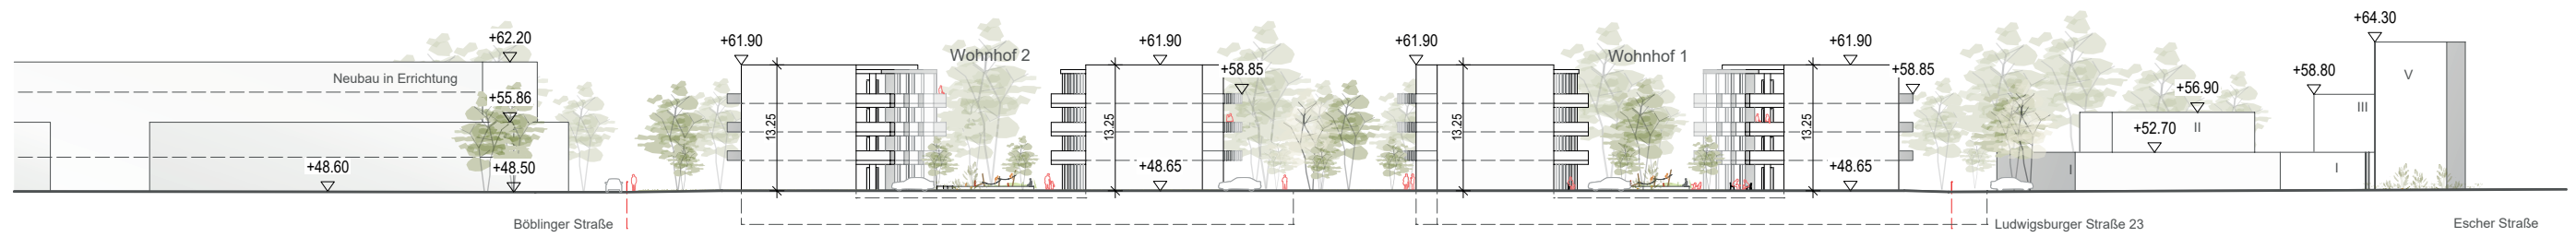 +62.20
Neubau in Errichtung
+55.86
+48.60
+48.50
Böblinger Straße
+61.90
13.25
Wohnhof 2
13.25
+61.90
+48.65
+58.85
+61.90
13.25
Wohnhof 1
13.25
+61.90
+48.65
+58.85
Ludwigsburger Straße 23
I
+52.70
II
+56.90
+58.80
III
I
+64.30
V
Escher Straße